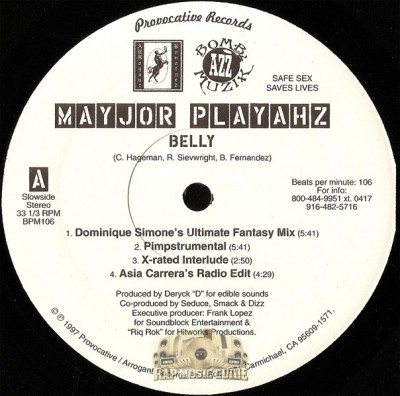 Provocative Records
BOMB!
AZZ
MUZIK
SAFE SEX
SAVES LIVES
MAYJOR PLAYAHZ
BELLY
(C. Hageman, R. Sievwright, B. Fernandez)
A
Slowside
Stereo
33 1/3 RPM
BPM106
Beats per minute: 106
For info:
800-484-9951 xt. 0417
916-482-5716
1. Dominique Simone's Ultimate Fantasy Mix (5:41)
2. Pimpstrumental (5:41)
3. X-rated Interlude (2:50)
4. Asia Carrera's Radio Edit (4:29)
Produced by Deryck "D" for edible sounds
Co-produced by Seduce, Smack & Dizz
Executive producer: Frank Lopez
for Soundblock Entertainment &
"Riq Rok" for Hitworks Productions.
© ℗ 1997 Provocative / Arrogant
Carmichael, CA 95609-1571.